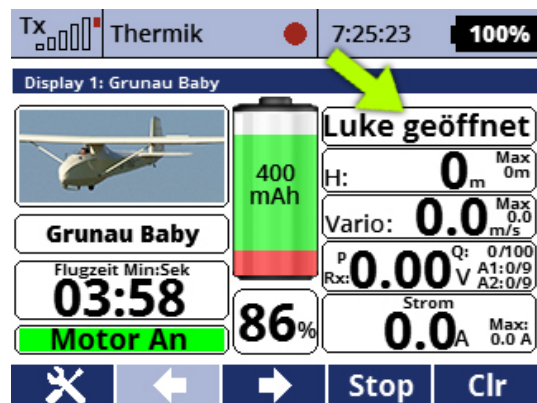 Tx Thermik 7:25:23 100%
Display 1: Grunau Baby
Luke geöffnet
400
mAh
H: 0m Max
0m
Vario: 0.0 Max
0.0
m/s
Grunau Baby
Rx: P 0.00V Q: 0/100
A1:0/9
A2:0/9
Flugzeit Min:Sek
03:58
Motor An
86%
Strom
0.0A Max:
0.0 A
Stop Clr